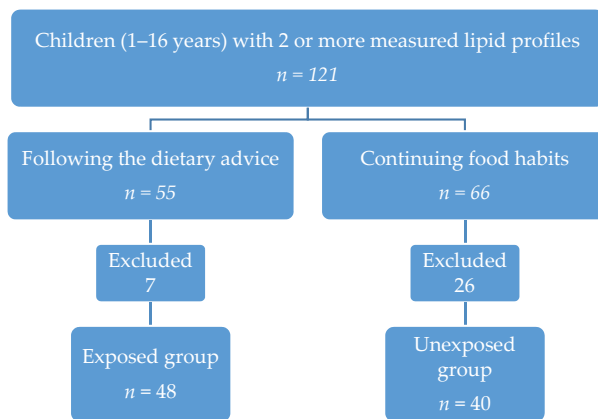 Children (1–16 years) with 2 or more measured lipid profiles
n = 121
Following the dietary advice
n = 55
Continuing food habits
n = 66
Excluded
7
Excluded
26
Exposed group
n = 48
Unexposed
group
n = 40